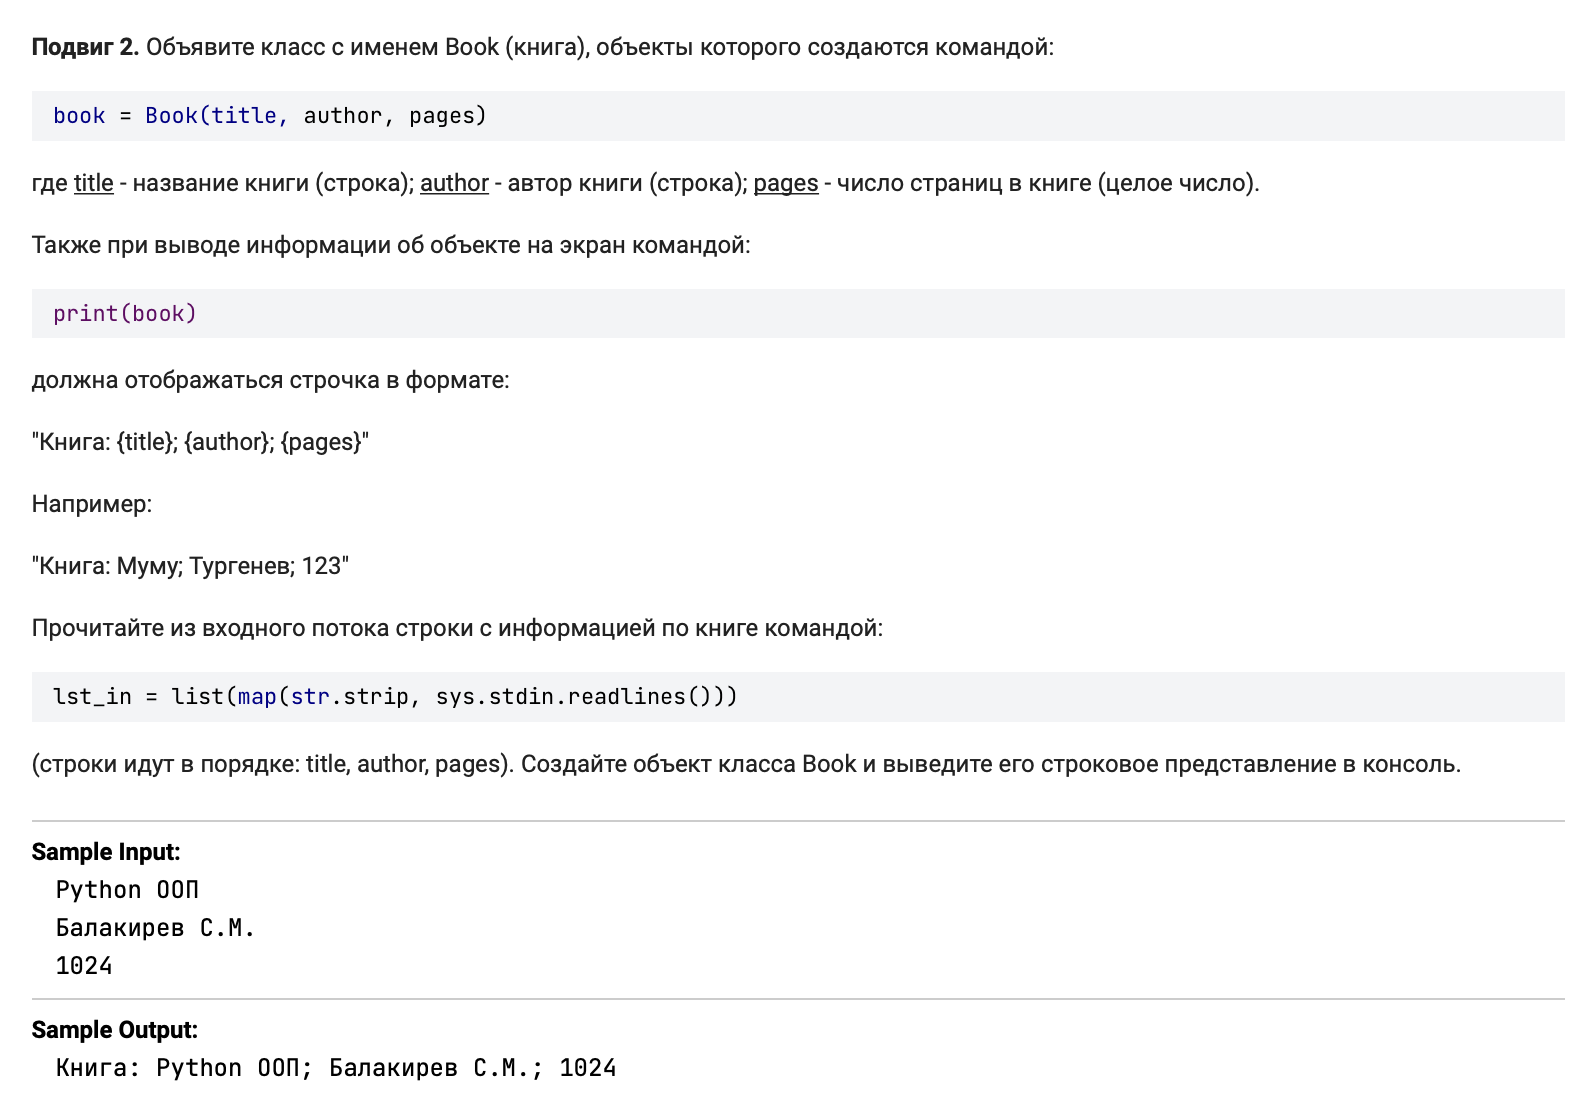 Подвиг 2. Объявите класс с именем Book (книга), объекты которого создаются командой:
book = Book(title, author, pages)
где title - название книги (строка); author - автор книги (строка); pages - число страниц в книге (целое число).
Также при выводе информации об объекте на экран командой:
print(book)
должна отображаться строчка в формате:
"Книга: {title}; {author}; {pages}"
Например:
"Книга: Муму; Тургенев; 123"
Прочитайте из входного потока строки с информацией по книге командой:
lst_in = list(map(str.strip, sys.stdin.readlines()))
(строки идут в порядке: title, author, pages). Создайте объект класса Book и выведите его строковое представление в консоль.
Sample Input:
Python ООП
Балакирев С.М.
1024
Sample Output:
Книга: Python ООП; Балакирев С.М.; 1024